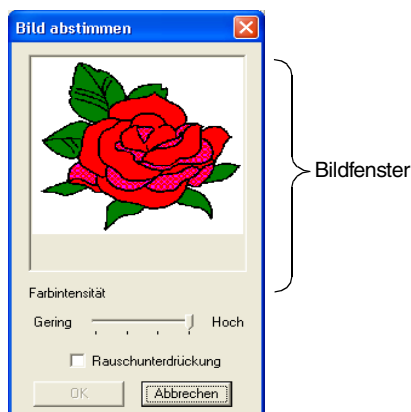 Bild abstimmen
Bildfenster
Farbintensität
Gering Hoch
Rauschunterdrückung
OK Abbrechen